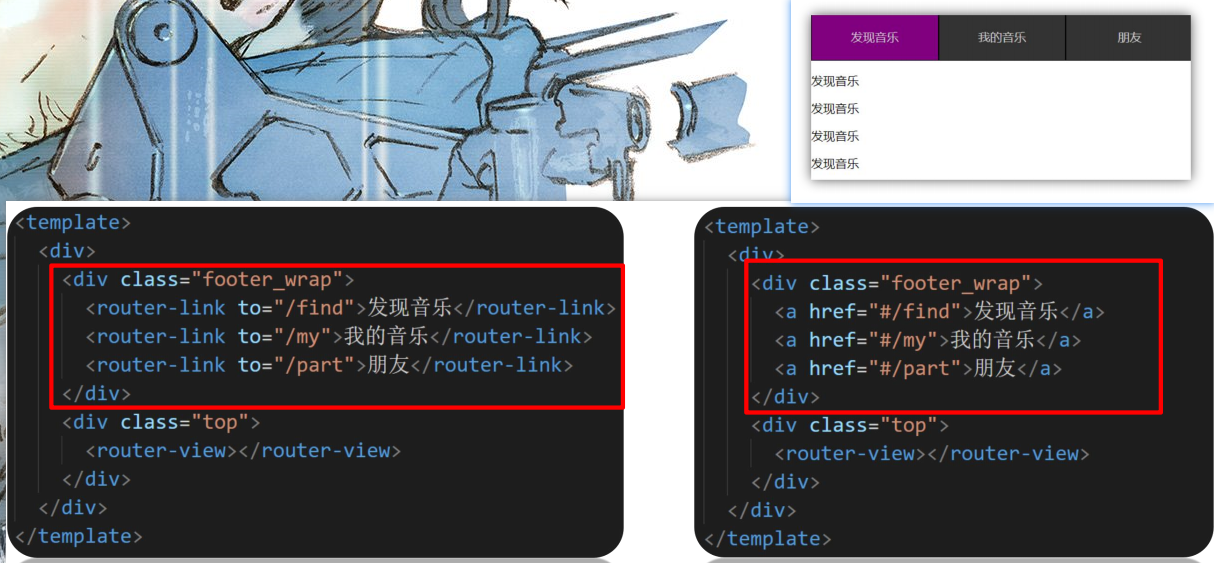 发现音乐 我的音乐 朋友
发现音乐
发现音乐
发现音乐
发现音乐
<template>
  <div>
    <div class="footer_wrap">
      <router-link to="/find">发现音乐</router-link>
      <router-link to="/my">我的音乐</router-link>
      <router-link to="/part">朋友</router-link>
    </div>
    <div class="top">
      <router-view></router-view>
    </div>
  </div>
</template>
<template>
  <div>
    <div class="footer_wrap">
      <a href="#/find">发现音乐</a>
      <a href="#/my">我的音乐</a>
      <a href="#/part">朋友</a>
    </div>
    <div class="top">
      <router-view></router-view>
    </div>
  </div>
</template>